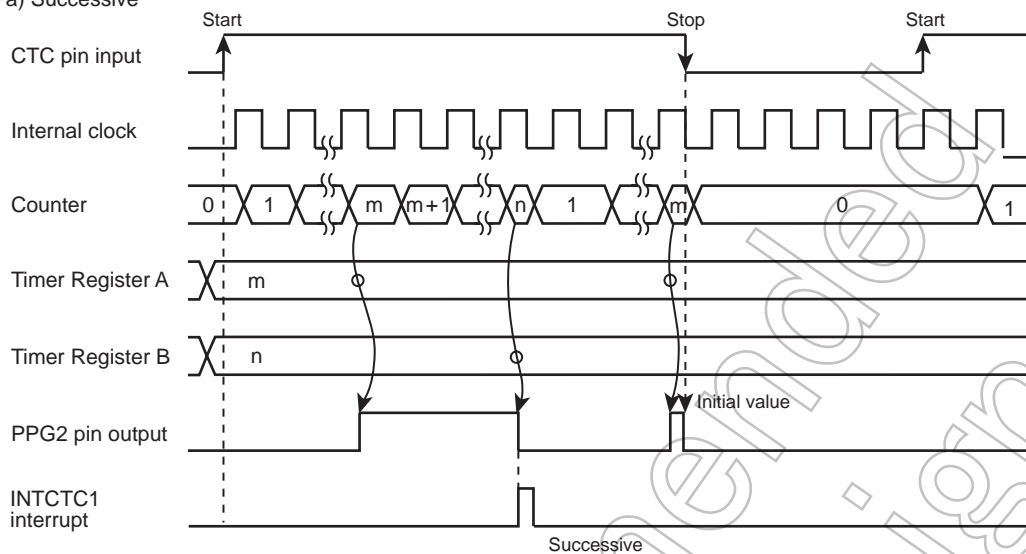 a) Successive
Start Stop Start
CTC pin input
Internal clock
Counter 0 1 m m+1 n 1 m 0 1
Timer Register A m
Timer Register B n
Initial value
PPG2 pin output
INTCTC1
interrupt
Successive